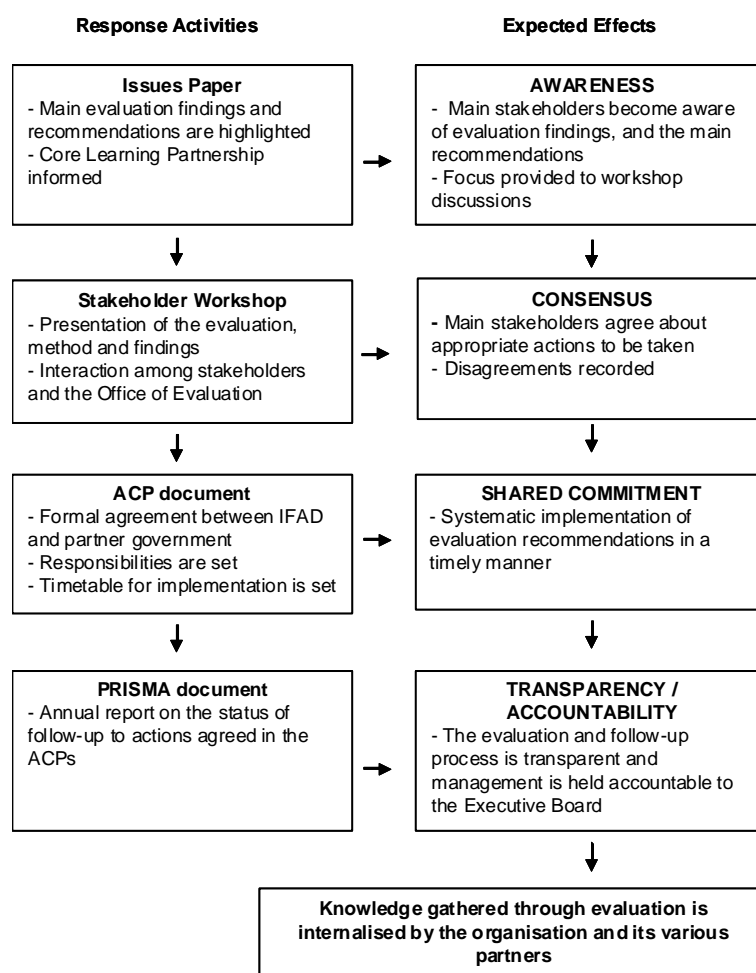 Response Activities
Expected Effects
Issues Paper
- Main evaluation findings and
recommendations are highlighted
- Core Learning Partnership
informed
AWARENESS
- Main stakeholders become aware
of evaluation findings, and the main
recommendations
- Focus provided to workshop
discussions
Stakeholder Workshop
- Presentation of the evaluation,
method and findings
- Interaction among stakeholders
and the Office of Evaluation
CONSENSUS
- Main stakeholders agree about
appropriate actions to be taken
- Disagreements recorded
ACP document
- Formal agreement between IFAD
and partner government
- Responsibilities are set
- Timetable for implementation is set
SHARED COMMITMENT
- Systematic implementation of
evaluation recommendations in a
timely manner
PRISMA document
- Annual report on the status of
follow-up to actions agreed in the
ACPs
TRANSPARENCY /
ACCOUNTABILITY
- The evaluation and follow-up
process is transparent and
management is held accountable to
the Executive Board
Knowledge gathered through evaluation is
internalised by the organisation and its various
partners